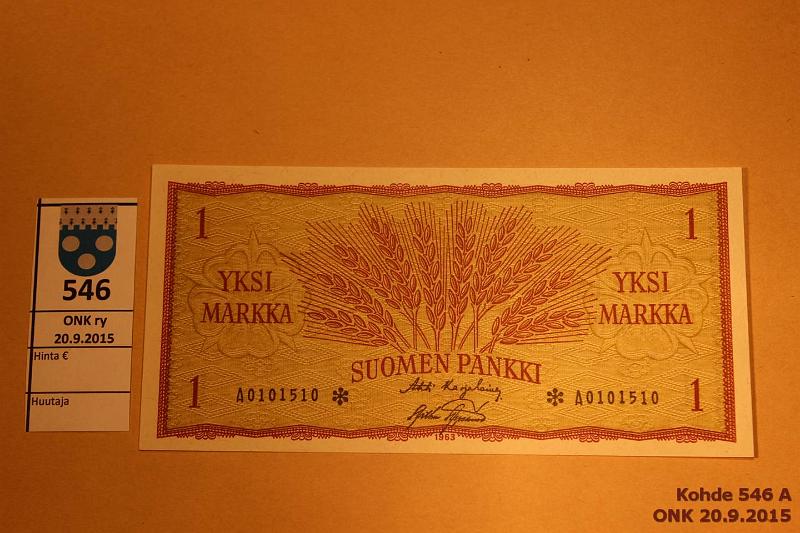 546
ONK ry
20.9.2015
Hinta €
Huutaja
1 1
YKSI MARKKA
YKSI MARKKA
SUOMEN PANKKI
1 A0101510 * * A0101510 1
1963
Kohde 546 A
ONK 20.9.2015